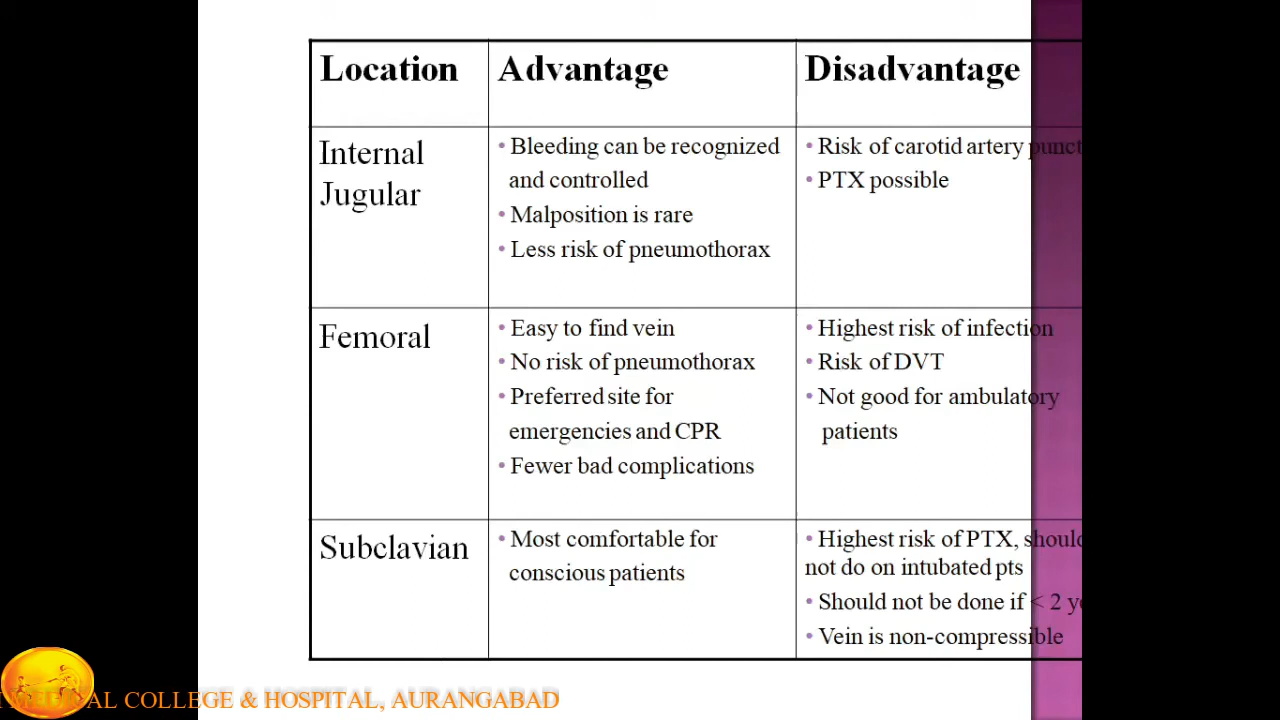 Location Advantage Disadvantage
Internal
Jugular
• Bleeding can be recognized
and controlled
• Malposition is rare
• Less risk of pneumothorax
• Risk of carotid artery
• PTX possible
Femoral
• Easy to find vein
• No risk of pneumothorax
• Preferred site for
emergencies and CPR
• Fewer bad complications
• Highest risk of infection
• Risk of DVT
• Not good for ambulatory
patients
Subclavian
• Most comfortable for
conscious patients
• Highest risk of PTX,
not do on intubated pts
• Should not be done if < 2
• Vein is non-compressible
COLLEGE & HOSPITAL, AURANGABAD